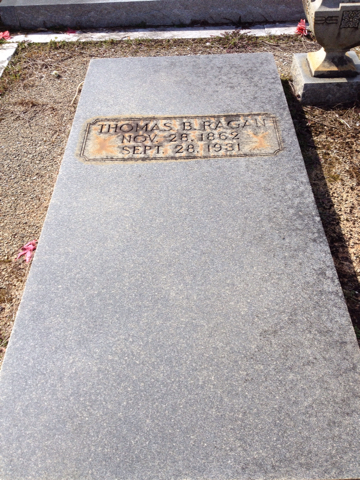 THOMAS B. RAGAN
NOV. 28, 1862
SEPT. 28, 1931